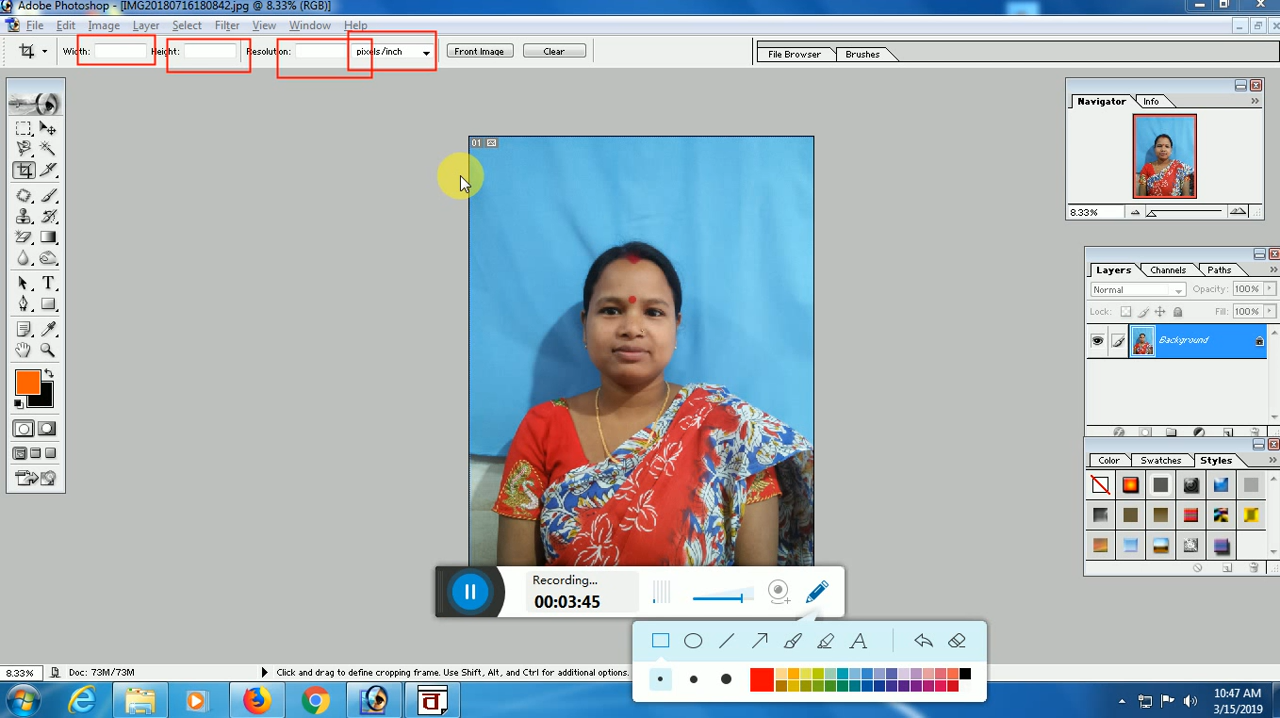 Adobe Photoshop - [IMG20180716180842.jpg @ 8.33% (RGB)]
File Edit Image Layer Select Filter View Window Help
Width: Height: Resolution: pixels/inch Front Image Clear File Browser Brushes
Navigator Info
01
8.33%
Layers Channels Paths
Normal Opacity: 100%
Lock: Fill: 100%
Background
Color Swatches Styles
Recording...
00:03:45
A
8.33% Doc: 73M/73M Click and drag to define cropping frame. Use Shift, Alt, and Ctrl for additional options.
10:47 AM
3/15/2019